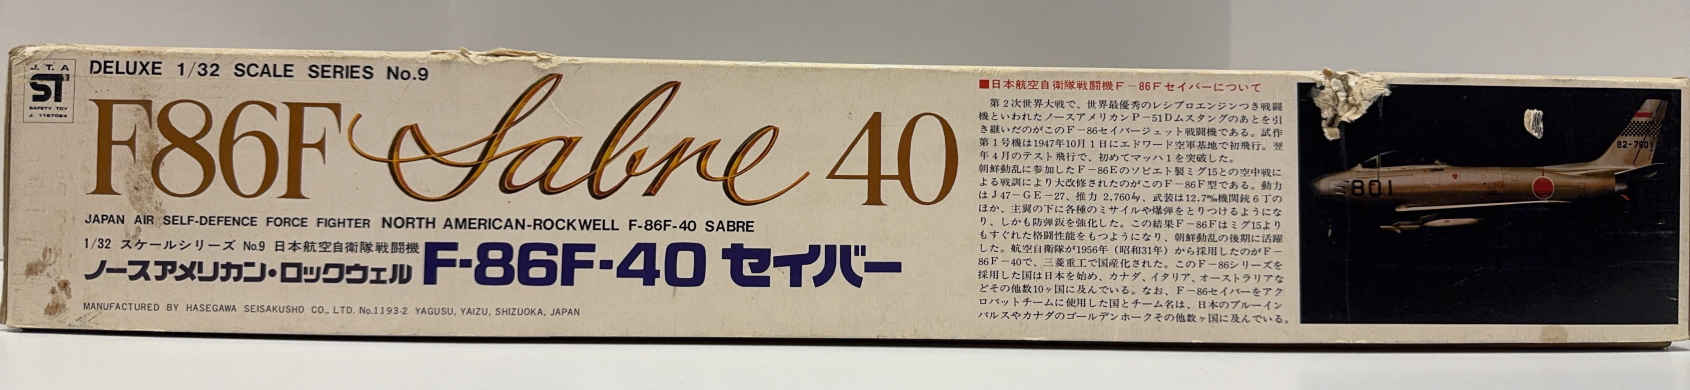 J.T.A
ST
SAFETY TOY
DELUXE 1/32 SCALE SERIES No.9
F86F Sabre 40
JAPAN AIR SELF-DEFENCE FORCE FIGHTER NORTH AMERICAN-ROCKWELL F-86F-40 SABRE
1/32 スケールシリーズ No.9 日本航空自衛隊戦闘機
ノースアメリカン・ロックウェル F-86F-40 セイバー
MANUFACTURED BY HASEGAWA SEISAKUSHO CO., LTD. No.1193-2 YAGUSU, YAIZU, SHIZUOKA, JAPAN
■日本航空自衛隊戦闘機F-86Fセイバーについて
第2次世界大戦で、世界最優秀のレシプロエンジンつき戦闘
機といわれたノースアメリカンP-51Dムスタングのあとを引
き継いだのがこのF-86セイバージェット戦闘機である。試作
第1号機は1947年10月1日にエドワード空軍基地で初飛行。翌
年4月のテスト飛行で、初めてマッハ1を突破した。
朝鮮動乱に参加したF-86Eのソビエト製ミグ15との空中戦に
よる戦訓により大改修されたのがこのF-86F型である。動力
はJ47-GE-27、推力 2,760㎏、武装は12.7㎜機関銃6丁の
ほか、主翼の下に各種のミサイルや爆弾をとりつけるようにな
り、しかも防弾鈑を強化した。この結果F-86Fはミグ15より
もすぐれた格闘性能をもつようになり、朝鮮動乱の後期に活躍
した。航空自衛隊が1956年（昭和31年）から採用したのがF-
86F-40で、三菱重工で国産化された。このF-86シリーズを
採用した国は日本を始め、カナダ、イタリア、オーストラリアな
どその他数10ヶ国に及んでいる。なお、F-86セイバーをアク
ロバットチームに使用した国とチーム名は、日本のブルーイン
パルスやカナダのゴールデンホークその他数ヶ国に及んでいる。
82-7801
801